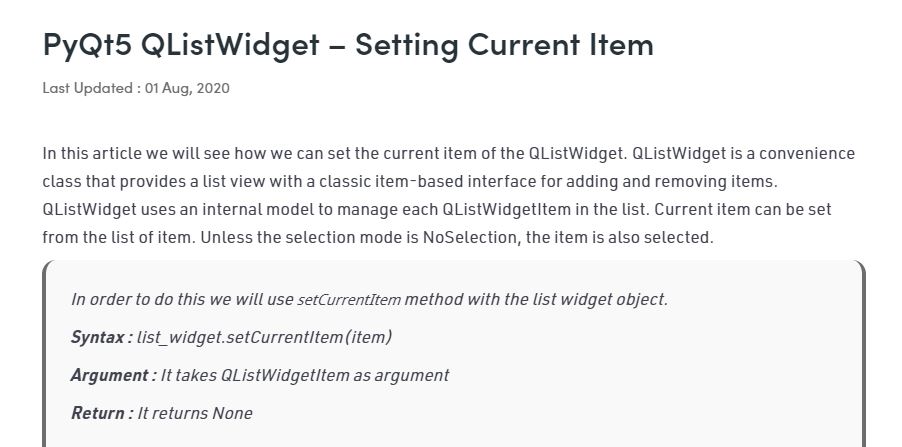 PyQt5 QListWidget – Setting Current Item
Last Updated : 01 Aug, 2020
In this article we will see how we can set the current item of the QListWidget. QListWidget is a convenience
class that provides a list view with a classic item-based interface for adding and removing items.
QListWidget uses an internal model to manage each QListWidgetItem in the list. Current item can be set
from the list of item. Unless the selection mode is NoSelection, the item is also selected.
In order to do this we will use setCurrentItem method with the list widget object.
Syntax : list_widget.setCurrentItem(item)
Argument : It takes QListWidgetItem as argument
Return : It returns None